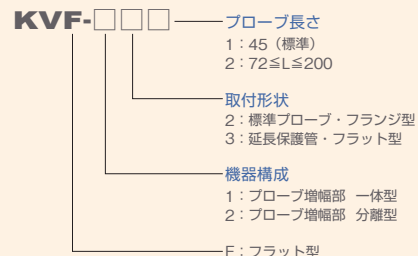 KVF-□□□
プローブ長さ
1：45（標準）
2：72≦L≦200
取付形状
2：標準プローブ・フランジ型
3：延長保護管・フラット型
機器構成
1：プローブ増幅部 一体型
2：プローブ増幅部 分離型
F：フラット型